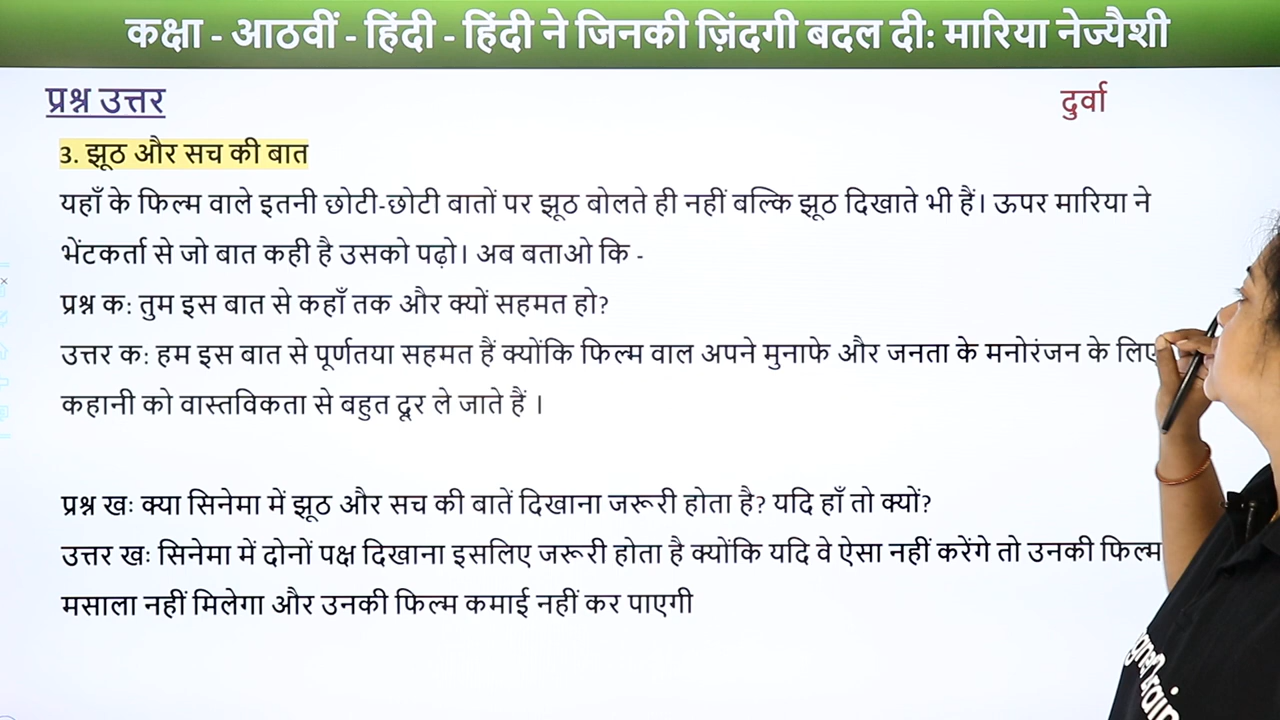 कक्षा - आठवीं - हिंदी - हिंदी ने जिनकी ज़िंदगी बदल दी: मारिया नेज्यैशी
प्रश्न उत्तर
दुर्वा
3. झूठ और सच की बात
यहाँ के फिल्म वाले इतनी छोटी-छोटी बातों पर झूठ बोलते ही नहीं बल्कि झूठ दिखाते भी हैं। ऊपर मारिया ने
भेंटकर्ता से जो बात कही है उसको पढ़ो। अब बताओ कि -
प्रश्न क: तुम इस बात से कहाँ तक और क्यों सहमत हो?
उत्तर क: हम इस बात से पूर्णतया सहमत हैं क्योंकि फिल्म वाल अपने मुनाफे और जनता के मनोरंजन के लिए
कहानी को वास्तविकता से बहुत दूर ले जाते हैं ।
प्रश्न खः क्या सिनेमा में झूठ और सच की बातें दिखाना जरूरी होता है? यदि हाँ तो क्यों?
उत्तर खः सिनेमा में दोनों पक्ष दिखाना इसलिए जरूरी होता है क्योंकि यदि वे ऐसा नहीं करेंगे तो उनकी फिल्म
मसाला नहीं मिलेगा और उनकी फिल्म कमाई नहीं कर पाएगी